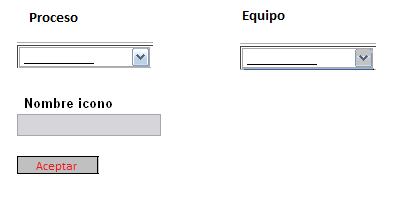 Proceso
Equipo
Nombre icono
Aceptar